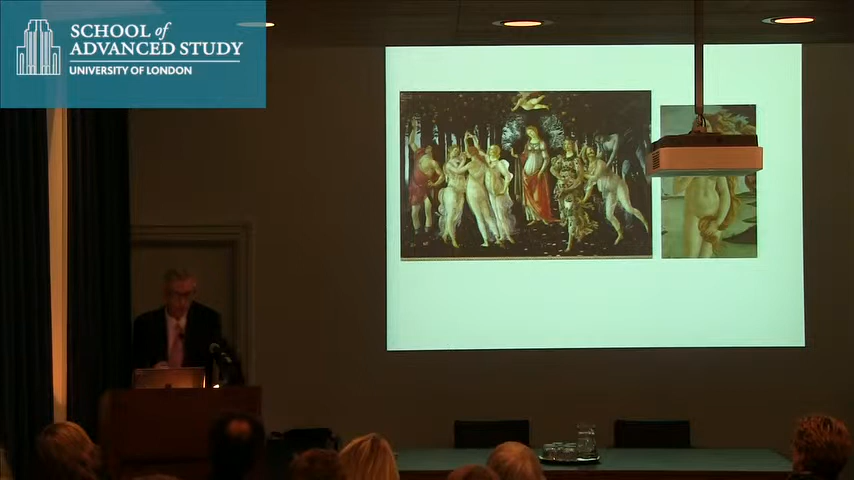 SCHOOL of
ADVANCED STUDY
UNIVERSITY OF LONDON